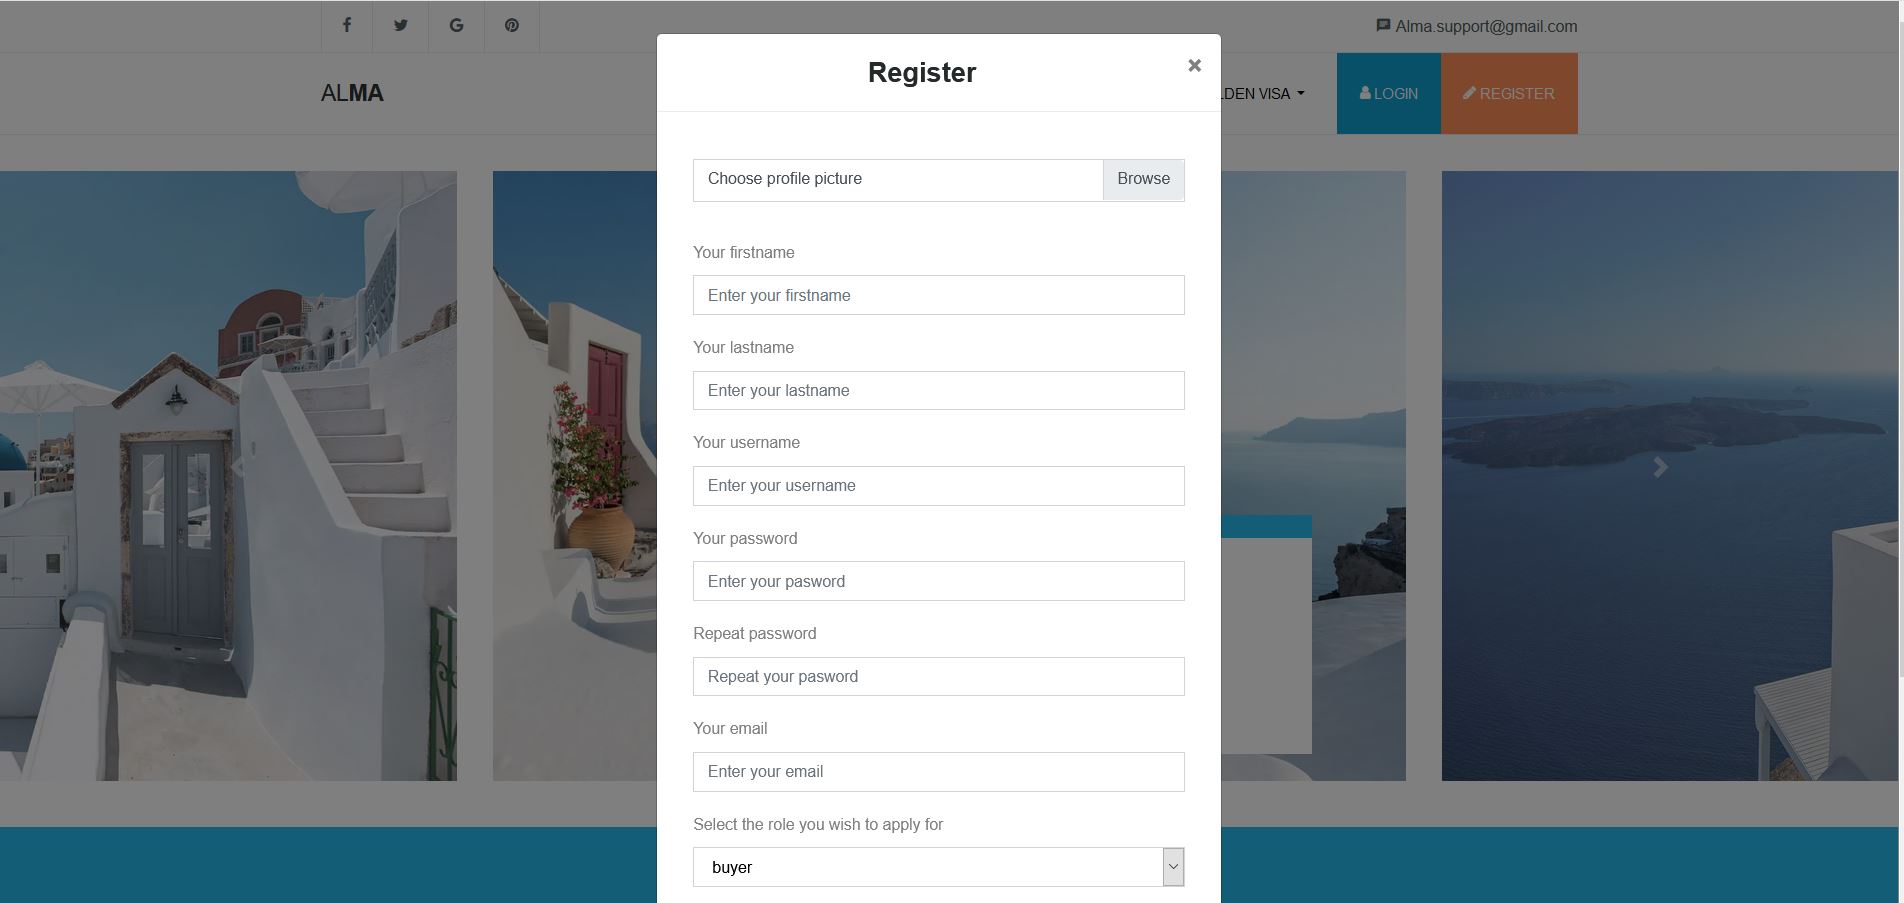 Alma.support@gmail.com
Register
×
ALMA
LDEN VISA
LOGIN
REGISTER
Choose profile picture
Browse
Your firstname
Enter your firstname
Your lastname
Enter your lastname
Your username
Enter your username
Your password
Enter your pasword
Repeat password
Repeat your pasword
Your email
Enter your email
Select the role you wish to apply for
buyer